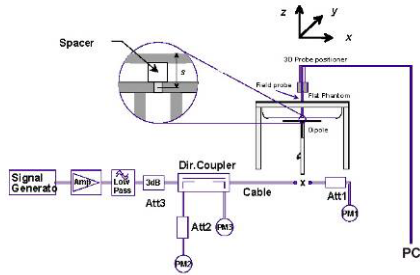 z
y
x
Spacer
s
3D Probe positioner
Field probe
Flat Phantom
Dipole
Dir.Coupler
Signal
Generato
Amp
Low
Pass
3dB
Att3
Cable
x
Att1
PM1
Att2
PM3
PM2
PC